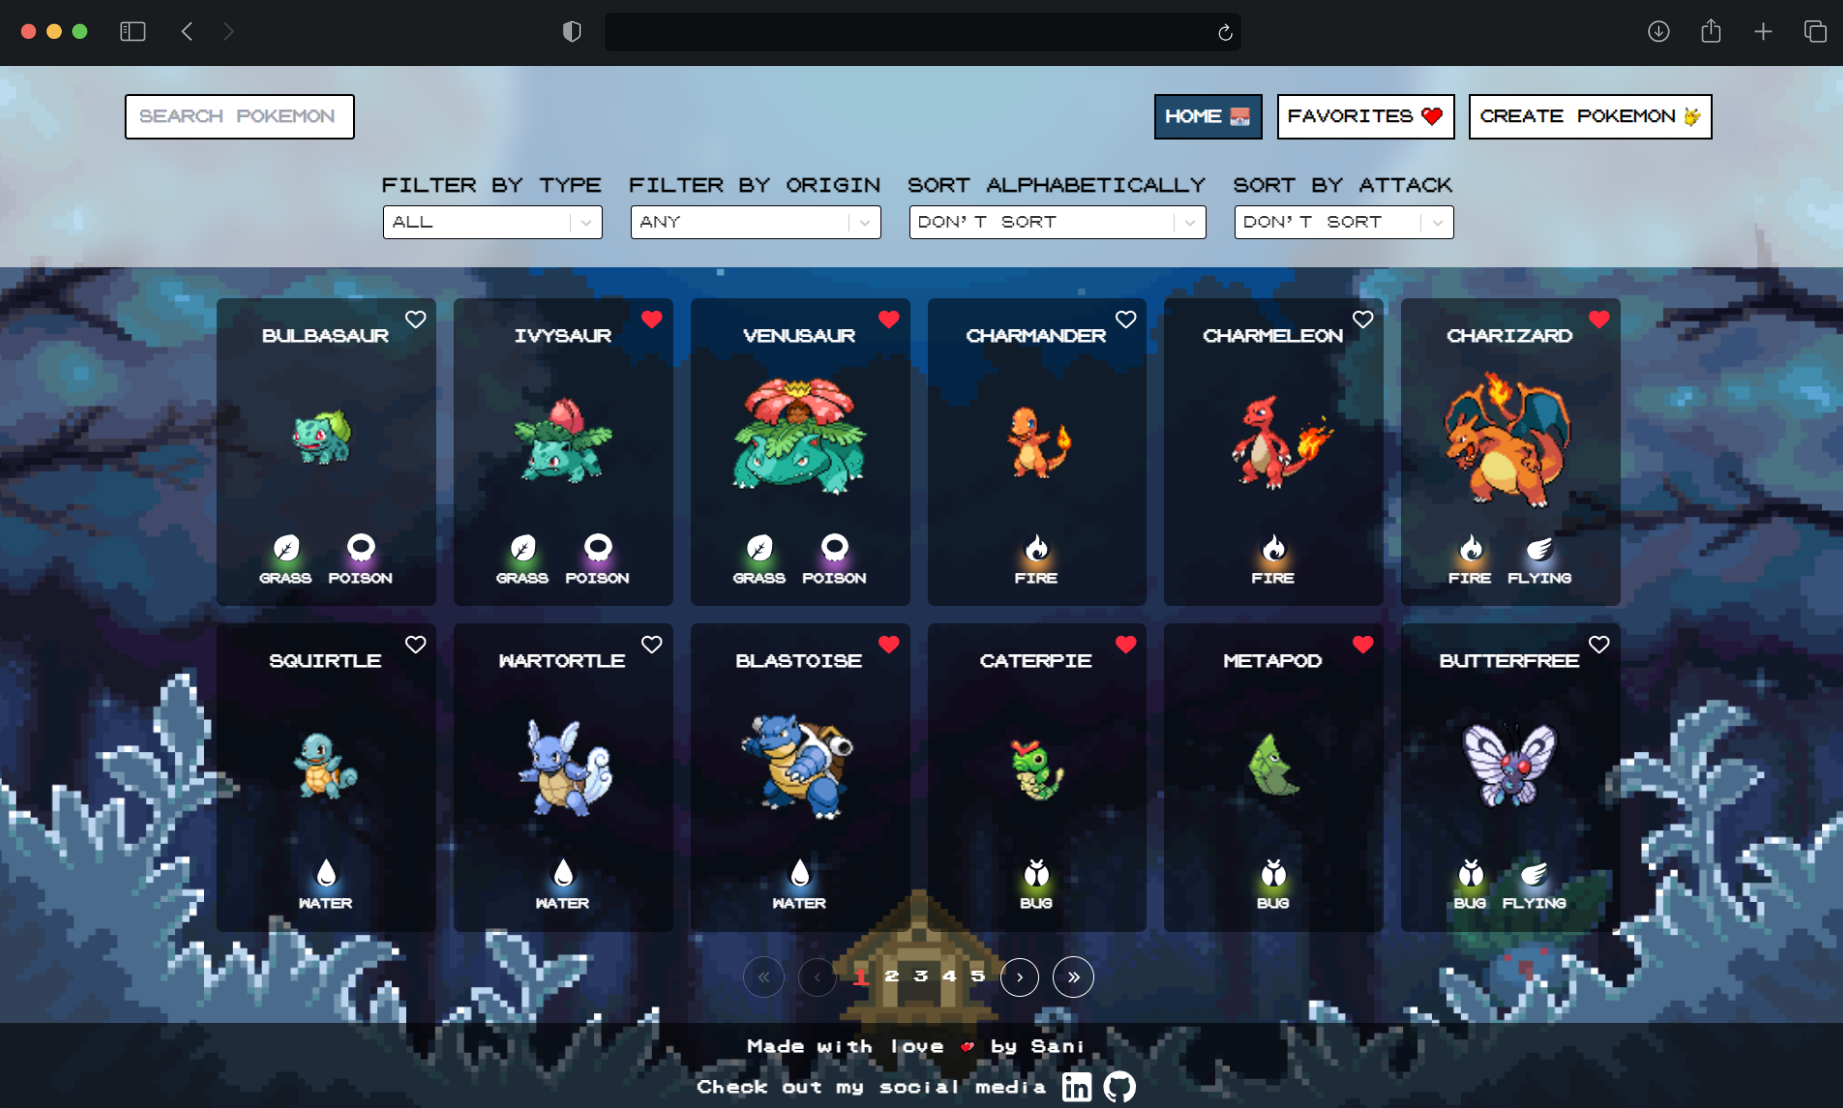 SEARCH POKEMON
HOME
FAVORITES
CREATE POKEMON
FILTER BY TYPE
FILTER BY ORIGIN
SORT ALPHABETICALLY
SORT BY ATTACK
ALL
ANY
DON'T SORT
DON'T SORT
BULBASAUR
IVYSAUR
VENUSAUR
CHARMANDER
CHARMELEON
CHARIZARD
GRASS POISON
GRASS POISON
GRASS POISON
FIRE
FIRE
FIRE FLYING
SQUIRTLE
WARTORTLE
BLASTOISE
CATERPIE
METAPOD
BUTTERFREE
WATER
WATER
WATER
BUG
BUG
BUG FLYING
« ‹ 1 2 3 4 5 › »
Made with love by Sani
Check out my social media in